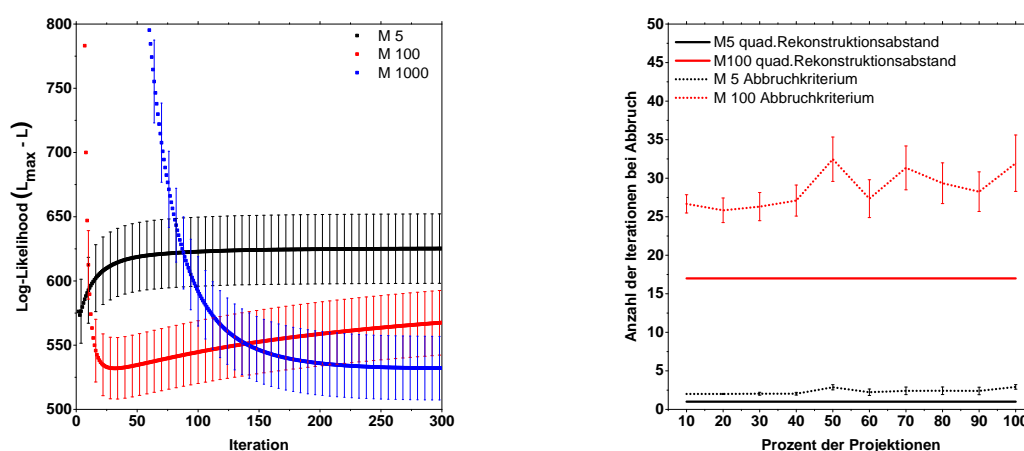 800
750
700
650
600
550
500
0 50 100 150 200 250 300
Log-Likelihood (L_max - L)
Iteration
M 5
M 100
M 1000
50
45
40
35
30
25
20
15
10
5
0
10 20 30 40 50 60 70 80 90 100
Anzahl der Iterationen bei Abbruch
Prozent der Projektionen
M5 quad.Rekonstruktionsabstand
M100 quad.Rekonstruktionsabstand
M 5 Abbruchkriterium
M 100 Abbruchkriterium